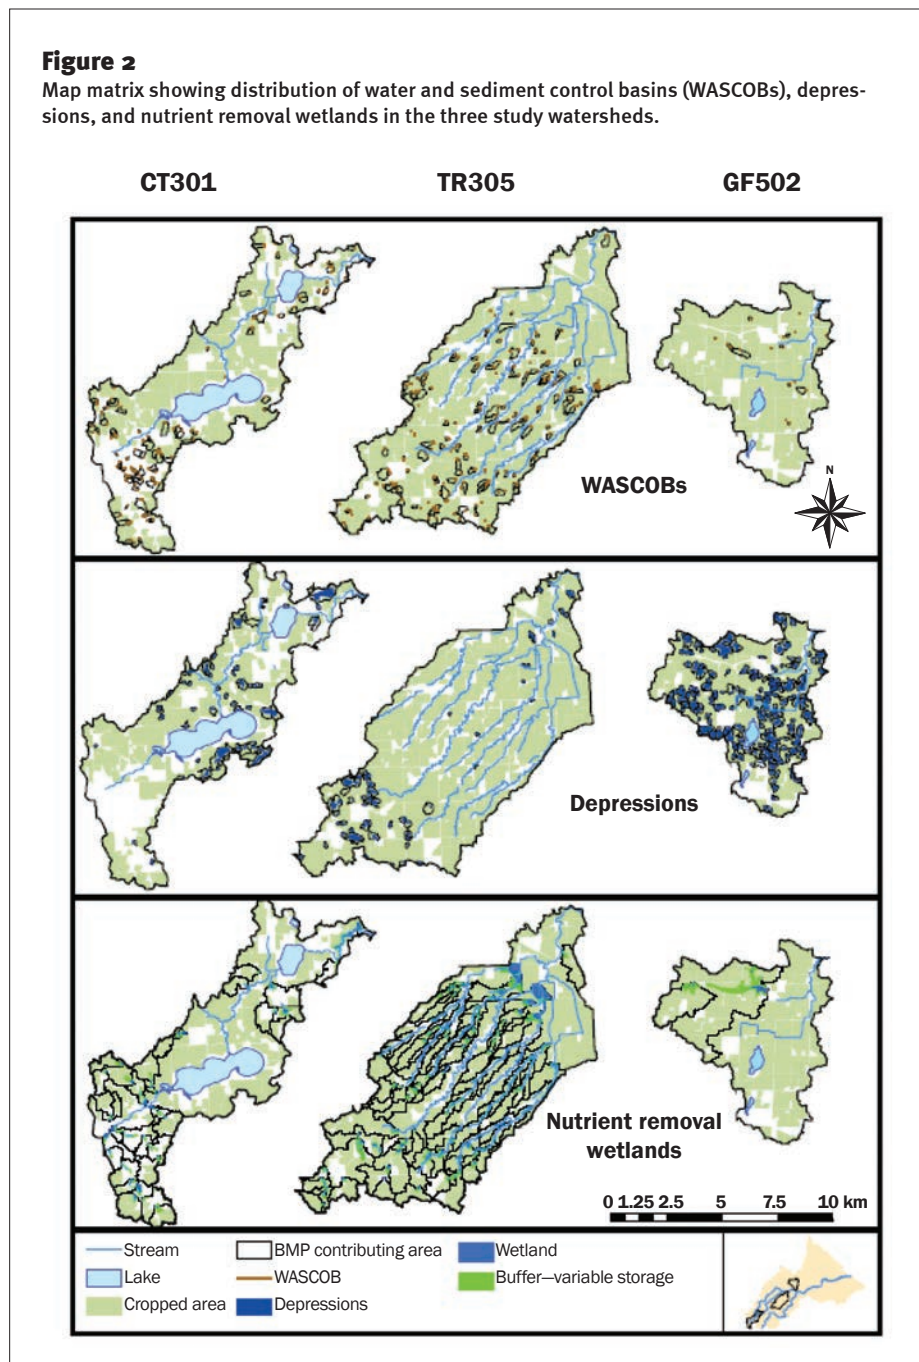 Figure 2
Map matrix showing distribution of water and sediment control basins (WASCOBs), depres-
sions, and nutrient removal wetlands in the three study watersheds.
CT301 TR305 GF502
WASCOBs
N
Depressions
Nutrient removal
wetlands
0 1.25 2.5 5 7.5 10 km
Stream BMP contributing area Wetland
Lake WASCOB Buffer—variable storage
Cropped area Depressions